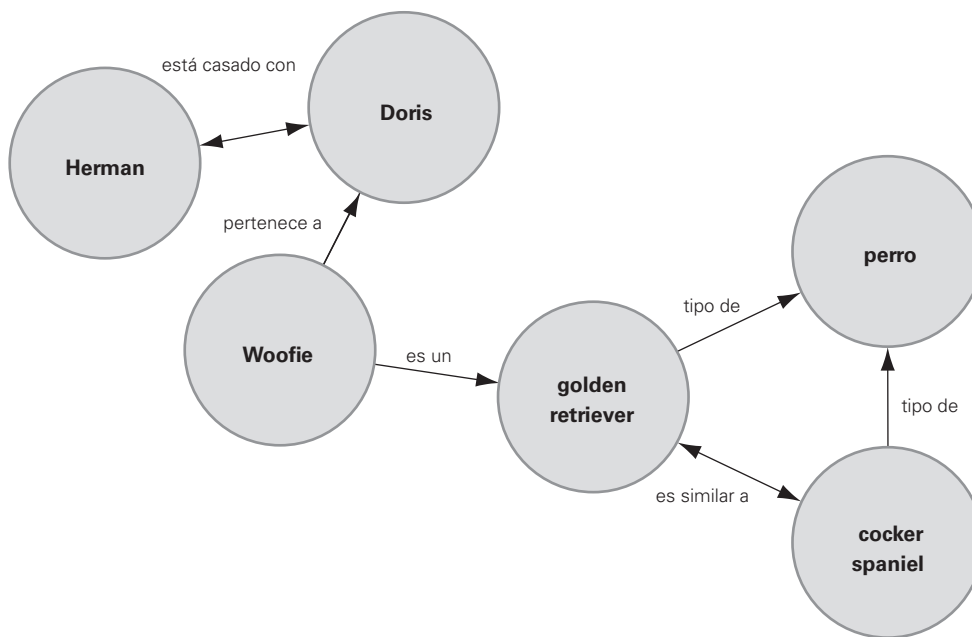 está casado con
Doris
Herman
pertenece a
perro
tipo de
Woofie
es un
golden
retriever
tipo de
es similar a
cocker
spaniel